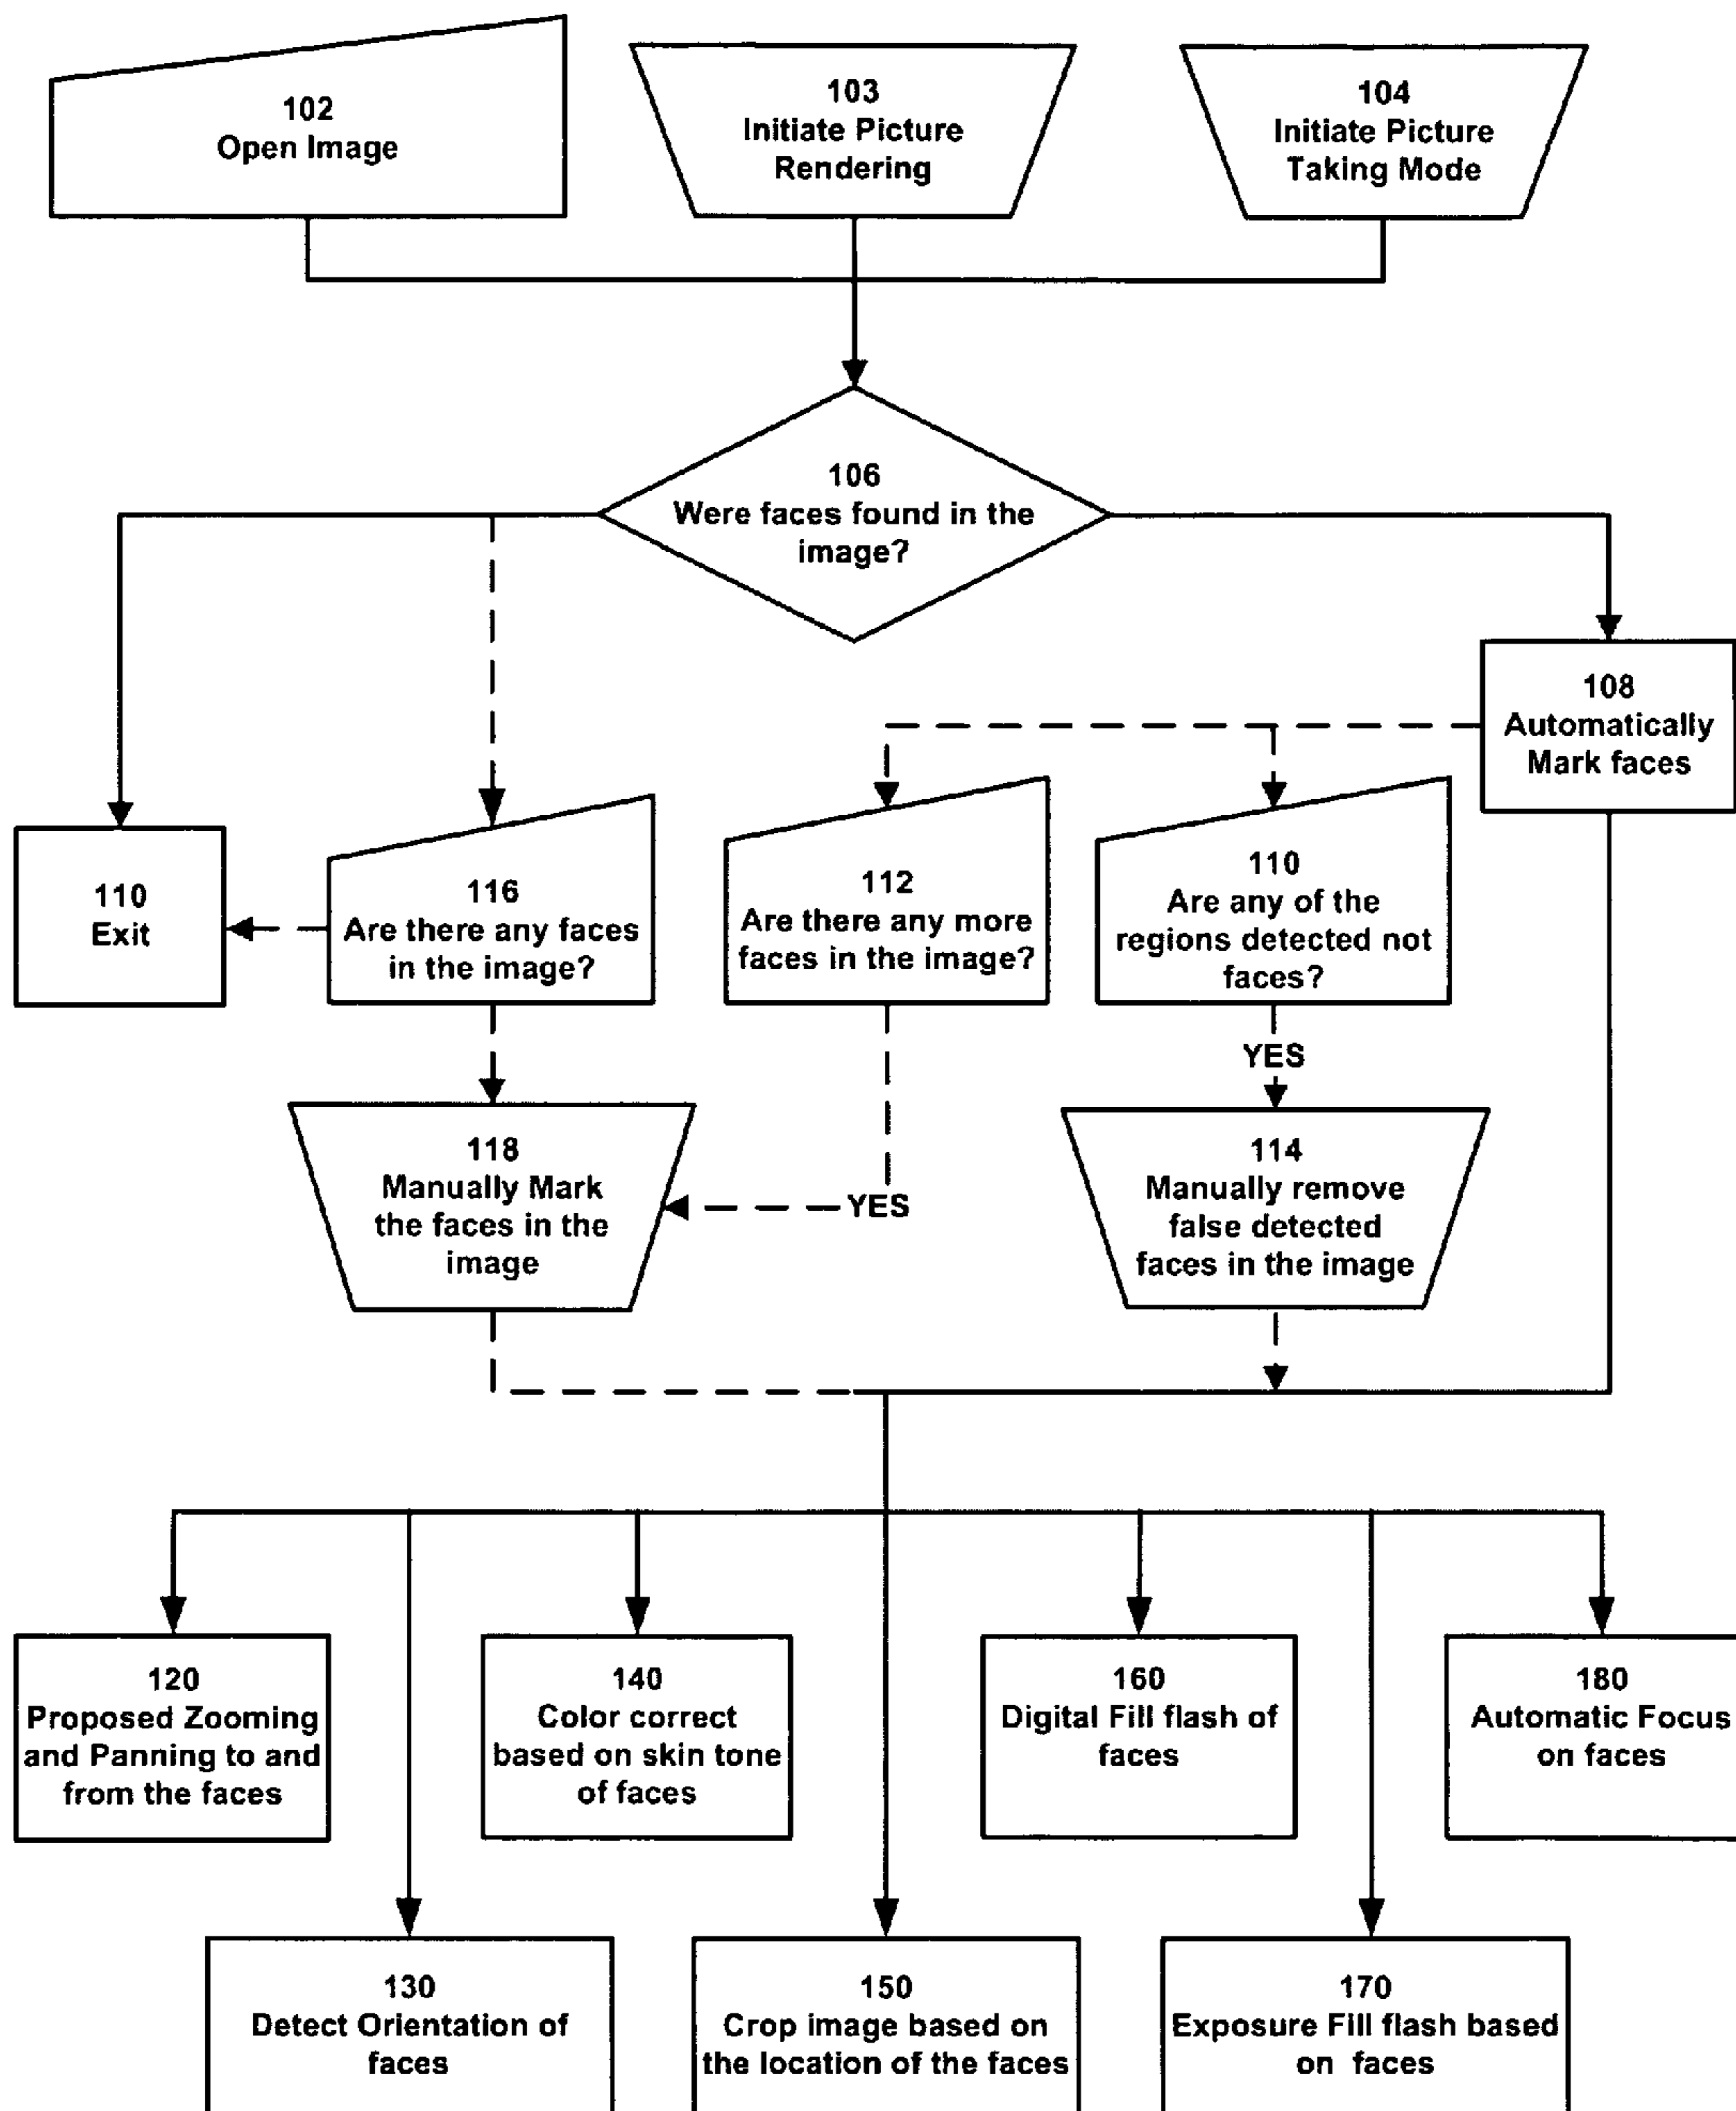 102
Open Image
103
Initiate Picture
Rendering
104
Initiate Picture
Taking Mode
106
Were faces found in the
image?
108
Automatically
Mark faces
110
Exit
116
Are there any faces
in the image?
112
Are there any more
faces in the image?
110
Are any of the
regions detected not
faces?
YES
118
Manually Mark
the faces in the
image
YES
114
Manually remove
false detected
faces in the image
120
Proposed Zooming
and Panning to and
from the faces
140
Color correct
based on skin tone
of faces
160
Digital Fill flash of
faces
180
Automatic Focus
on faces
130
Detect Orientation of
faces
150
Crop image based on
the location of the faces
170
Exposure Fill flash based
on faces